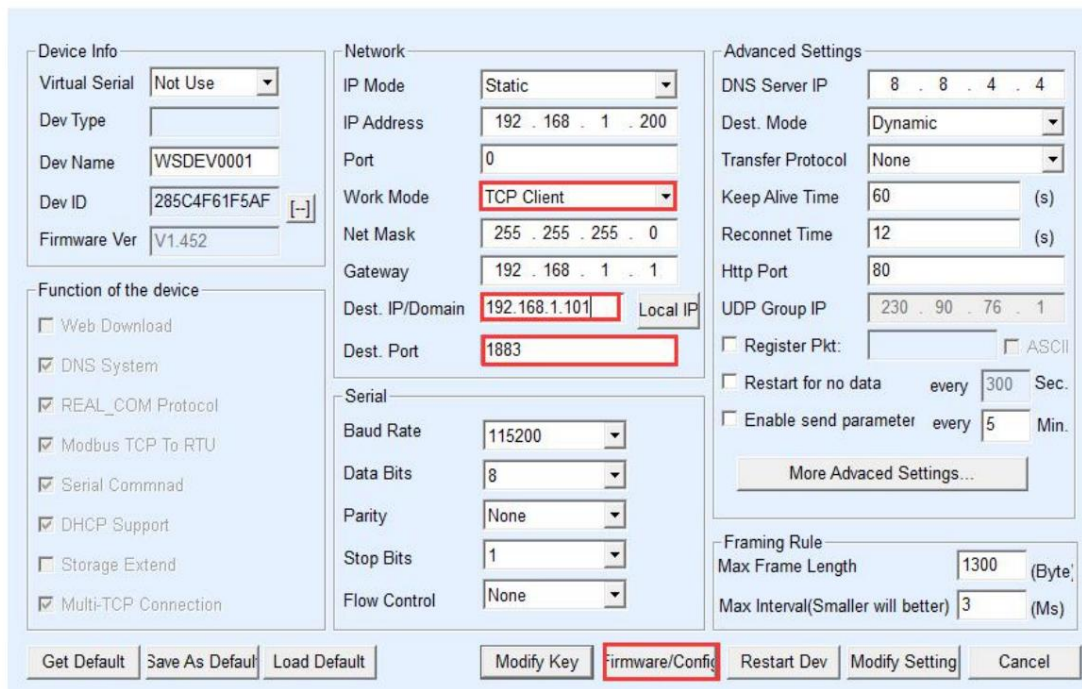 Device Info
Virtual Serial Not Use
Dev Type
Dev Name WSDEV0001
Dev ID 285C4F61F5AF [--]
Firmware Ver V1.452
Function of the device
Web Download
DNS System
REAL_COM Protocol
Modbus TCP To RTU
Serial Commnad
DHCP Support
Storage Extend
Multi-TCP Connection
Network
IP Mode Static
IP Address 192 . 168 . 1 . 200
Port 0
Work Mode TCP Client
Net Mask 255 . 255 . 255 . 0
Gateway 192 . 168 . 1 . 1
Dest. IP/Domain 192.168.1.101 Local IP
Dest. Port 1883
Serial
Baud Rate 115200
Data Bits 8
Parity None
Stop Bits 1
Flow Control None
Advanced Settings
DNS Server IP 8 . 8 . 4 . 4
Dest. Mode Dynamic
Transfer Protocol None
Keep Alive Time 60 (s)
Reconnet Time 12 (s)
Http Port 80
UDP Group IP 230 . 90 . 76 . 1
Register Pkt: ASCII
Restart for no data every 300 Sec.
Enable send parameter every 5 Min.
More Advaced Settings...
Framing Rule
Max Frame Length 1300 (Byte)
Max Interval(Smaller will better) 3 (Ms)
Get Default Save As Defaul Load Default Modify Key Firmware/Config Restart Dev Modify Setting Cancel